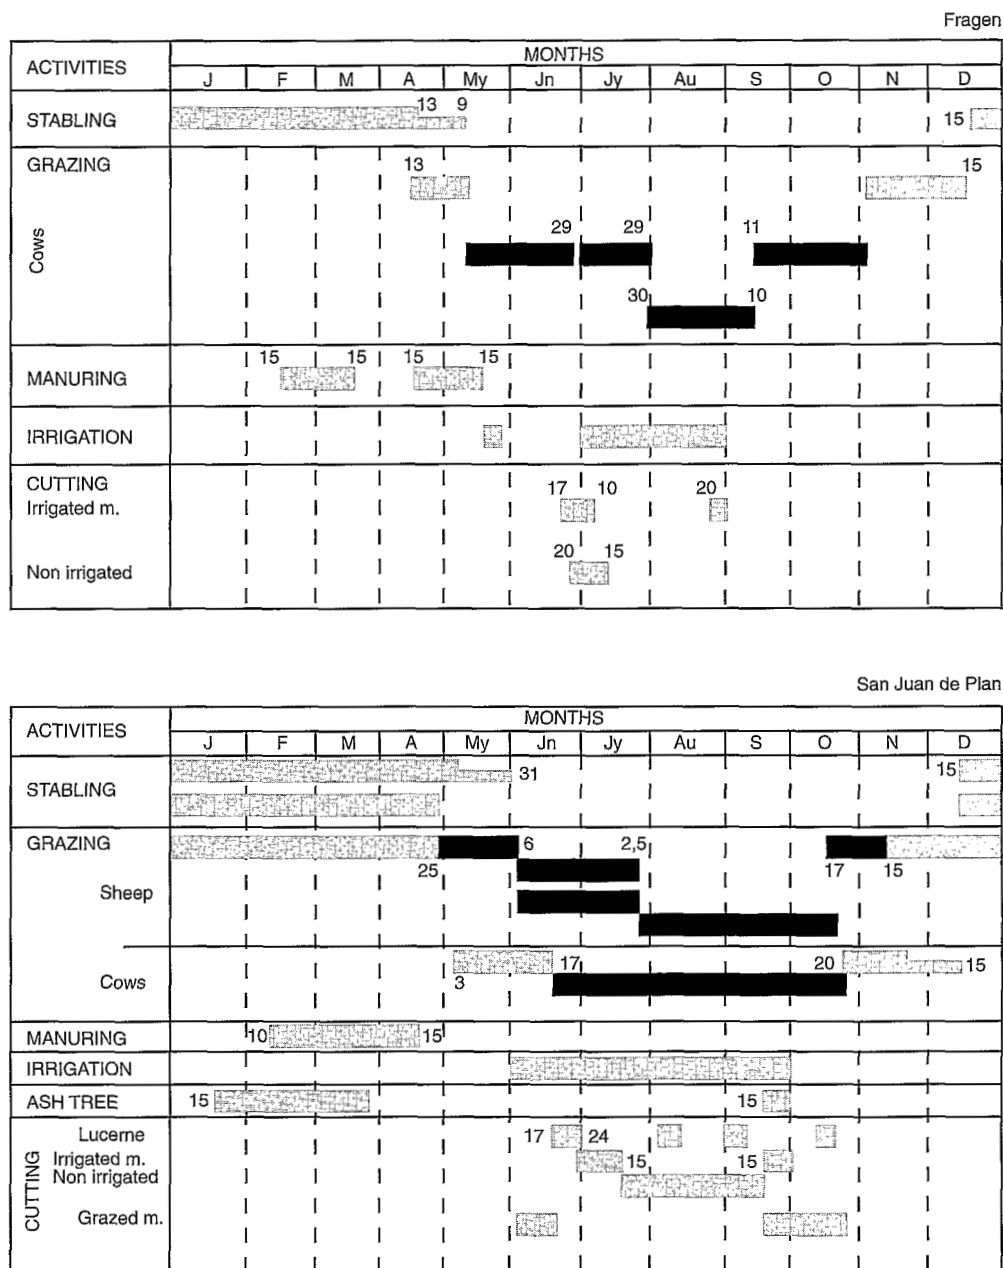 Fragen
ACTIVITIES
MONTHS
J F M A My Jn Jy Au S O N D
STABLING
13 9
15
GRAZING
13
15
Cows
29 29 11
30 10
MANURING
15 15 15 15
IRRIGATION
CUTTING
Irrigated m.
17 10 20
Non irrigated
20 15
San Juan de Plan
ACTIVITIES
MONTHS
J F M A My Jn Jy Au S O N D
STABLING
31 15
GRAZING
6 2,5
25 17 15
Sheep
Cows
17 20 15
3
MANURING
10 15
IRRIGATION
ASH TREE
15 15
CUTTING
Lucerne
17 24
Irrigated m.
15 15
Non irrigated
Grazed m.